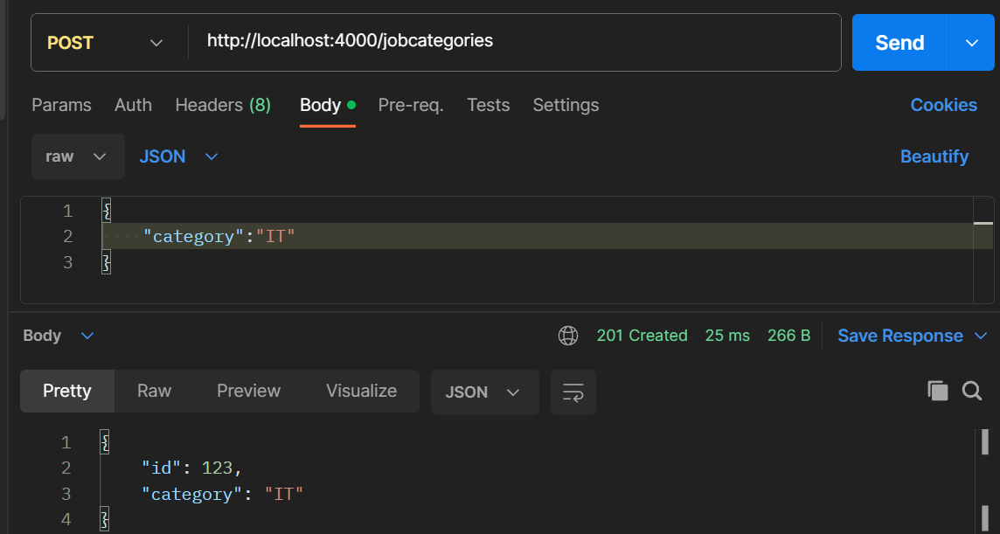 POST http://localhost:4000/jobcategories Send
Params Auth Headers (8) Body Pre-req. Tests Settings Cookies
raw JSON Beautify
1 {
2 "category":"IT"
3 }
Body 201 Created 25 ms 266 B Save Response
Pretty Raw Preview Visualize JSON
1 {
2 "id": 123,
3 "category": "IT"
4 }